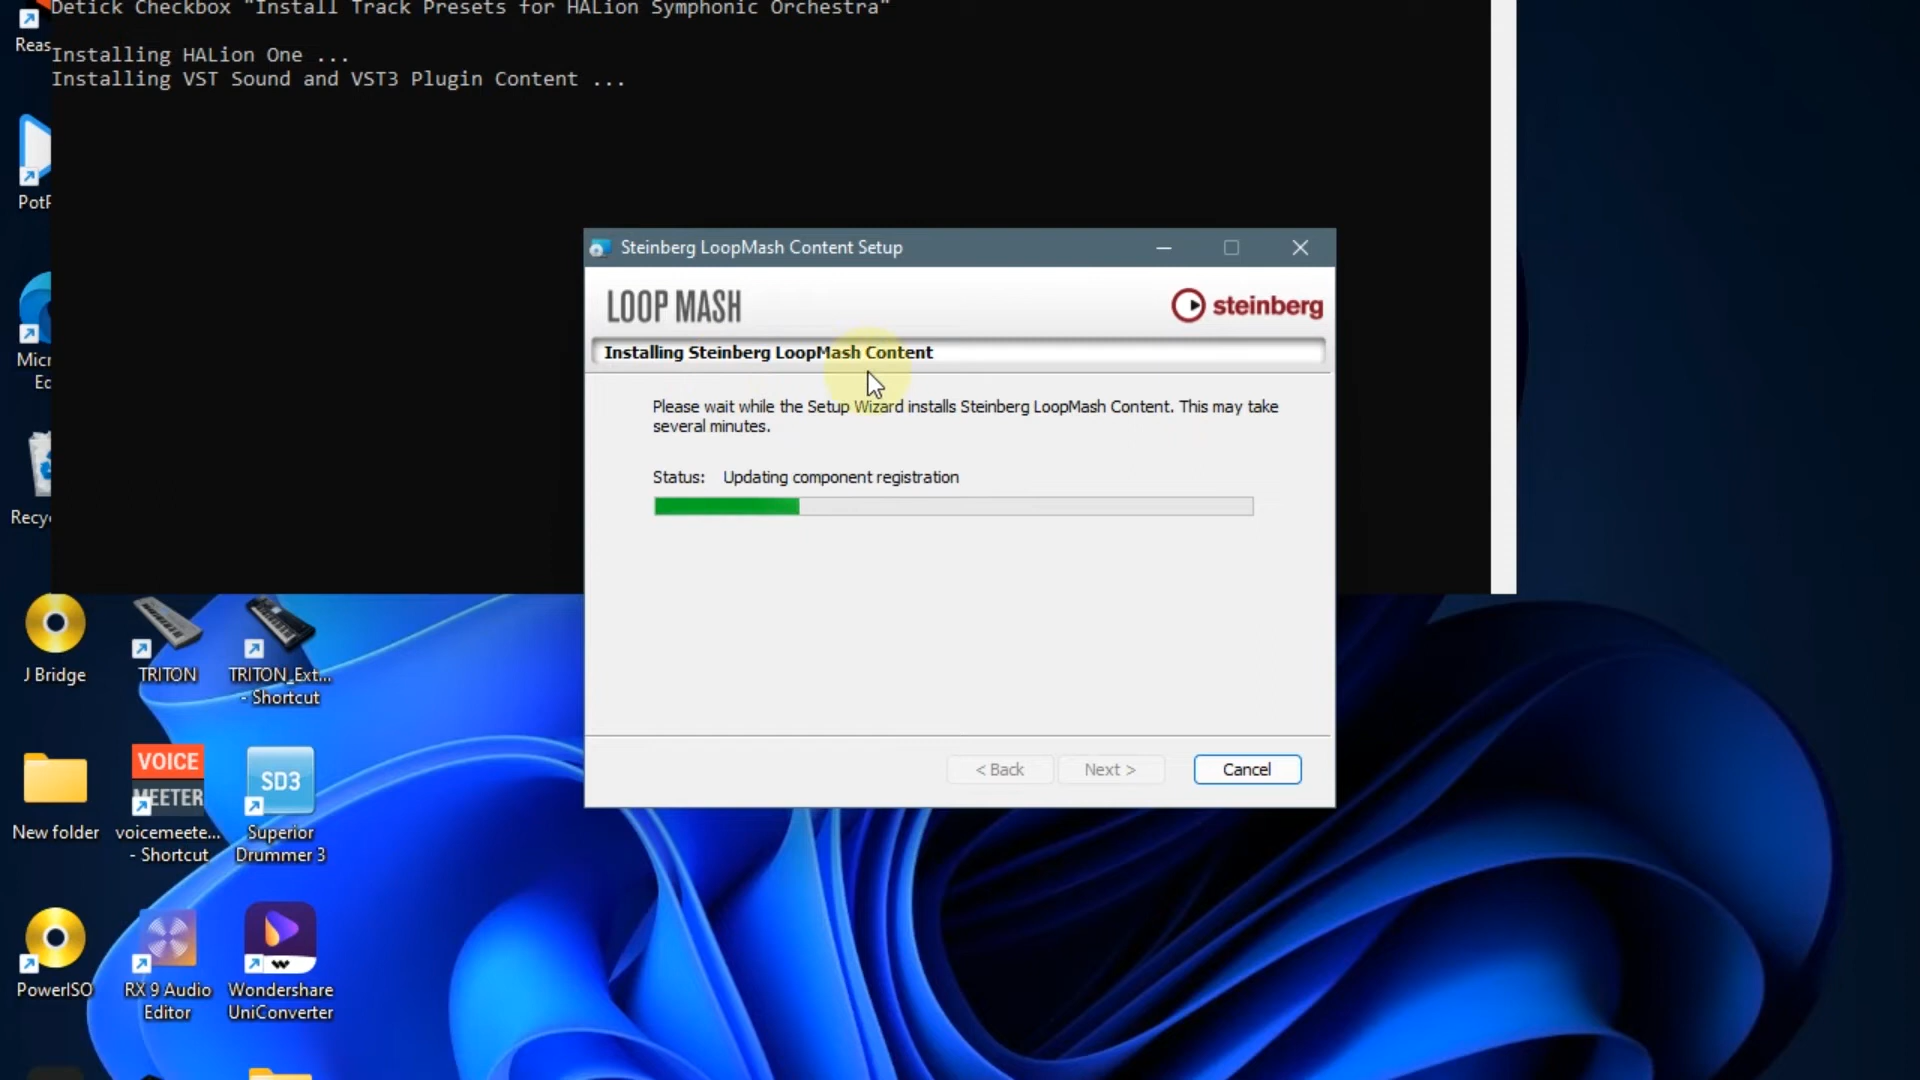 Detick Checkbox "Install Track Presets for HALion Symphonic Orchestra"
Installing HALion One ...
Installing VST Sound and VST3 Plugin Content ...
Steinberg LoopMash Content Setup
LOOP MASH
steinberg
Installing Steinberg LoopMash Content
Please wait while the Setup Wizard installs Steinberg LoopMash Content. This may take
several minutes.
Status: Updating component registration
< Back
Next >
Cancel
Reas
PotP
Micr
Ed
Recy
J Bridge
TRITON
TRITON_Ext...
- Shortcut
VOICE
MEETER
SD3
New folder
voicemeete...
- Shortcut
Superior
Drummer 3
PowerISO
RX 9 Audio
Editor
Wondershare
UniConverter